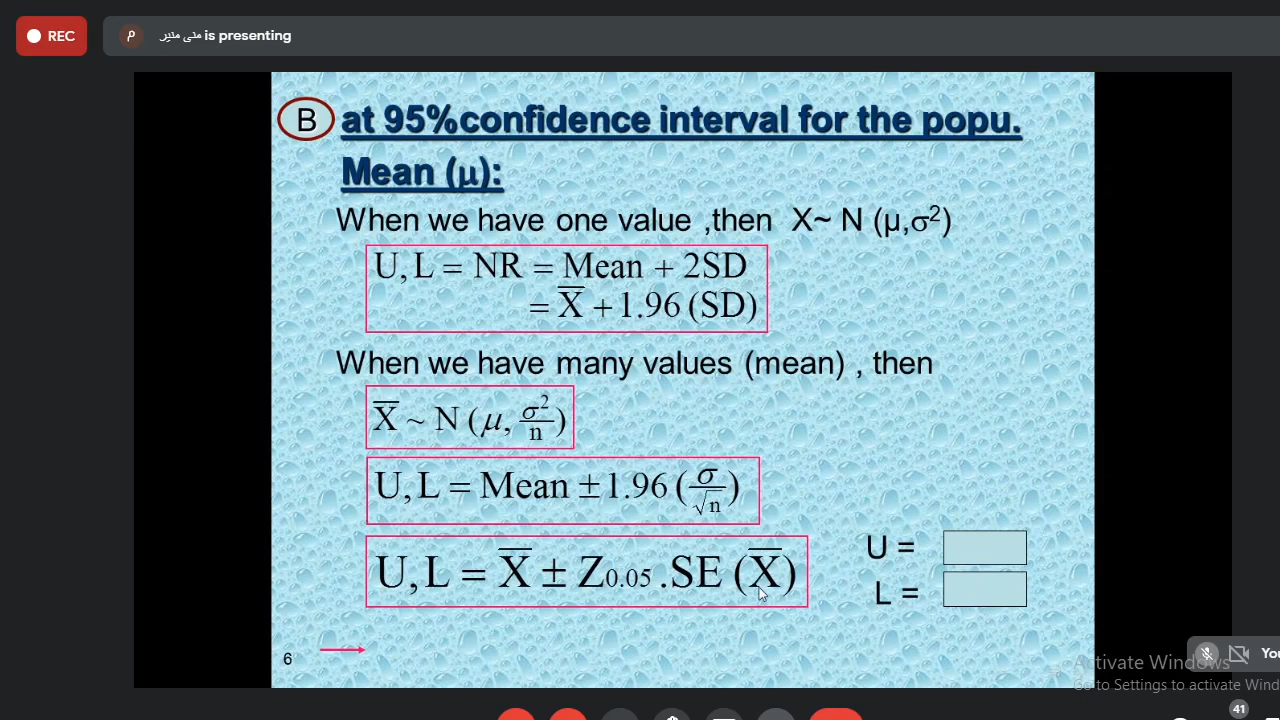 REC
م
منى منير is presenting
B at 95%confidence interval for the popu.
Mean (μ):
When we have one value ,then X~ N (μ,σ²)
U, L = NR = Mean + 2SD
= X̅ + 1.96 (SD)
When we have many values (mean) , then
X̅ ~ N (μ, σ²/n)
U, L = Mean ± 1.96 (σ/√n)
U, L = X̅ ± Z0.05 .SE (X̅)
U =
L =
6
You
Activate Windows
Go to Settings to activate Wind
41